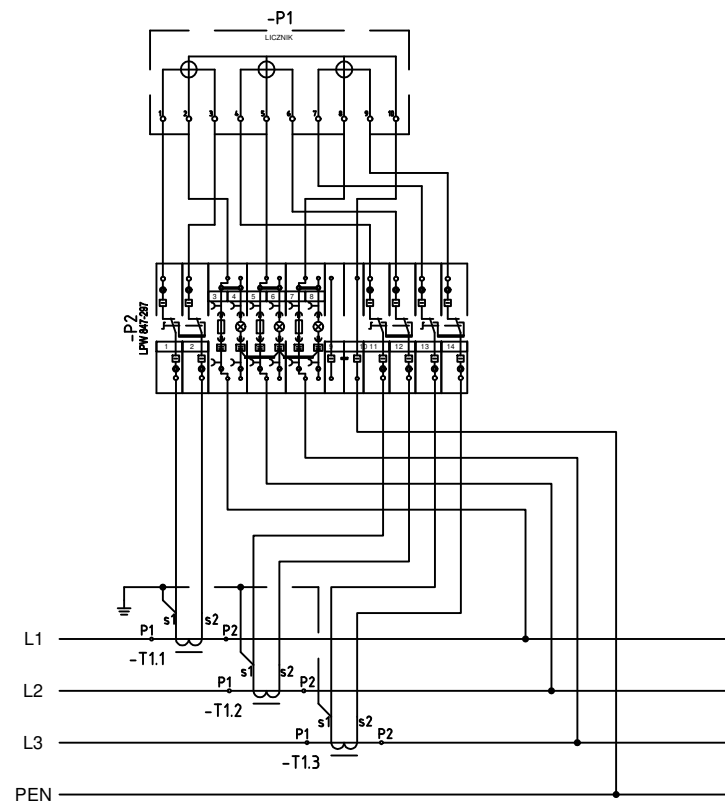 -P1
LICZNIK
1 2 3 4 5 6 7 8 9 10
-P2
LPW 847-297
3 4 5 6 7 8
1 2 9 10 11 12 13 14
s1 s2
L1 P1 P2
-T1.1
s1 s2
L2 P1 P2
-T1.2
s1 s2
L3 P1 P2
-T1.3
PEN